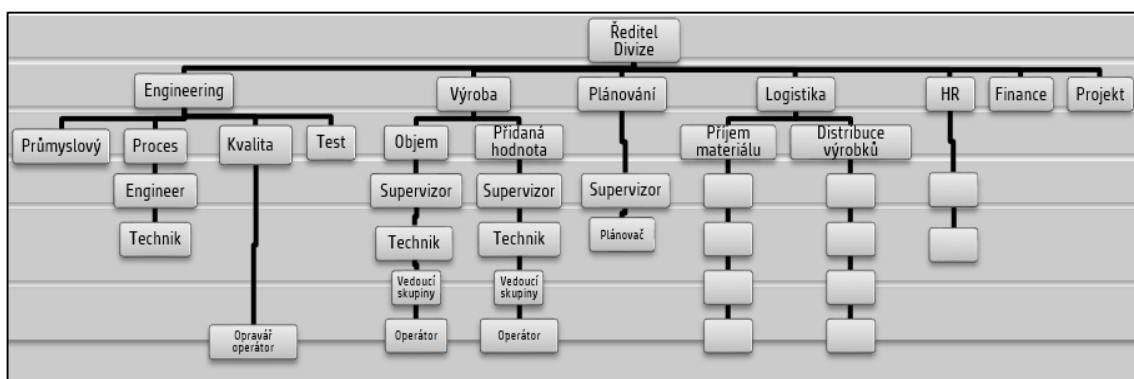 Ředitel
Divize
Engineering
Výroba
Plánování
Logistika
HR
Finance
Projekt
Průmyslový
Proces
Kvalita
Test
Objem
Přidaná
hodnota
Příjem
materiálu
Distribuce
výrobků
Engineer
Supervizor
Supervizor
Supervizor
Technik
Technik
Technik
Plánovač
Vedoucí
skupiny
Vedoucí
skupiny
Opravář
operátor
Operátor
Operátor